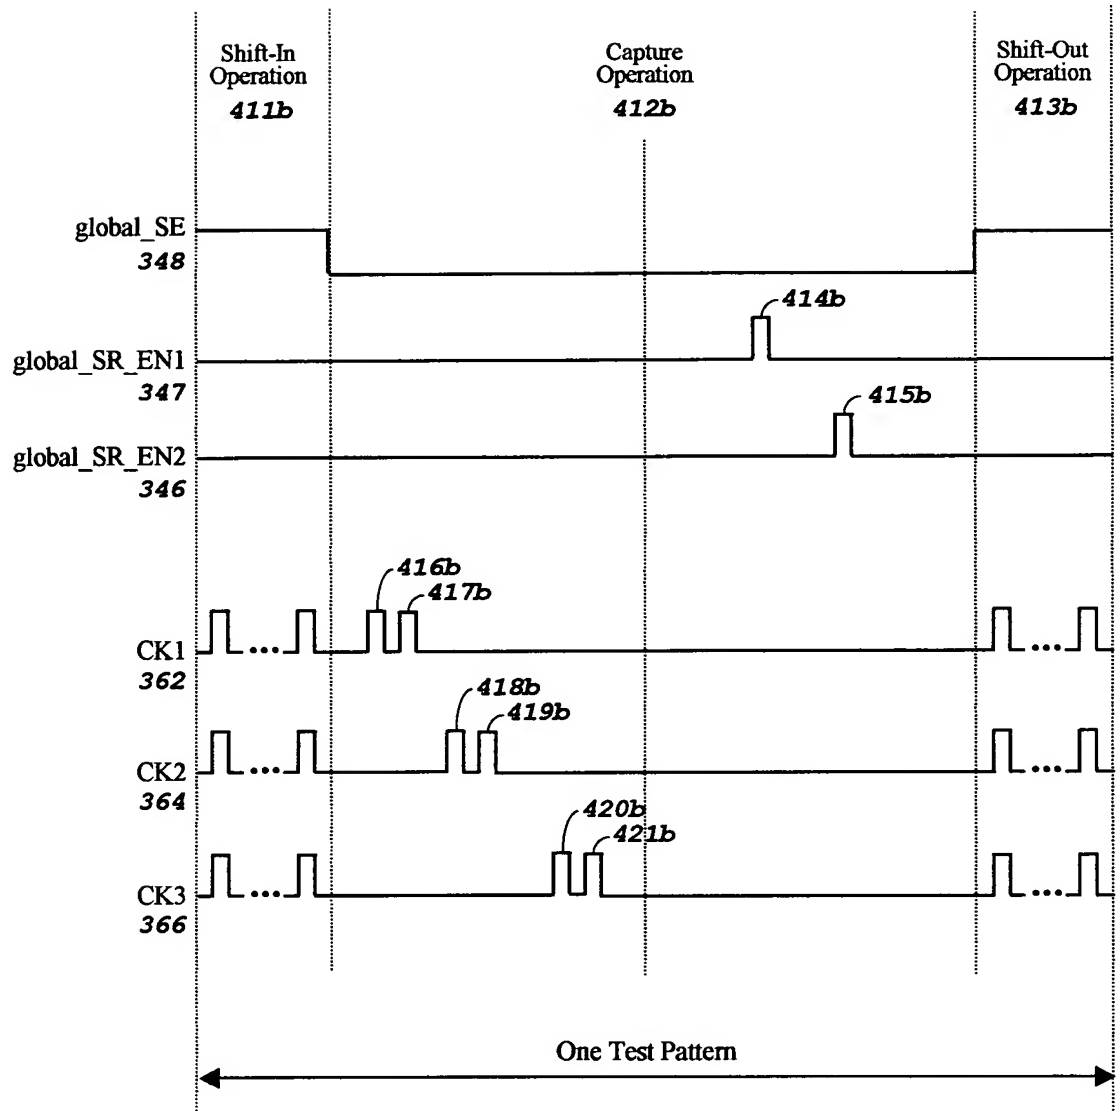 Shift-In
Operation
411b
Capture
Operation
412b
Shift-Out
Operation
413b
global_SE
348
414b
global_SR_EN1
347
415b
global_SR_EN2
346
416b
417b
CK1
362
418b
419b
CK2
364
420b
421b
CK3
366
One Test Pattern